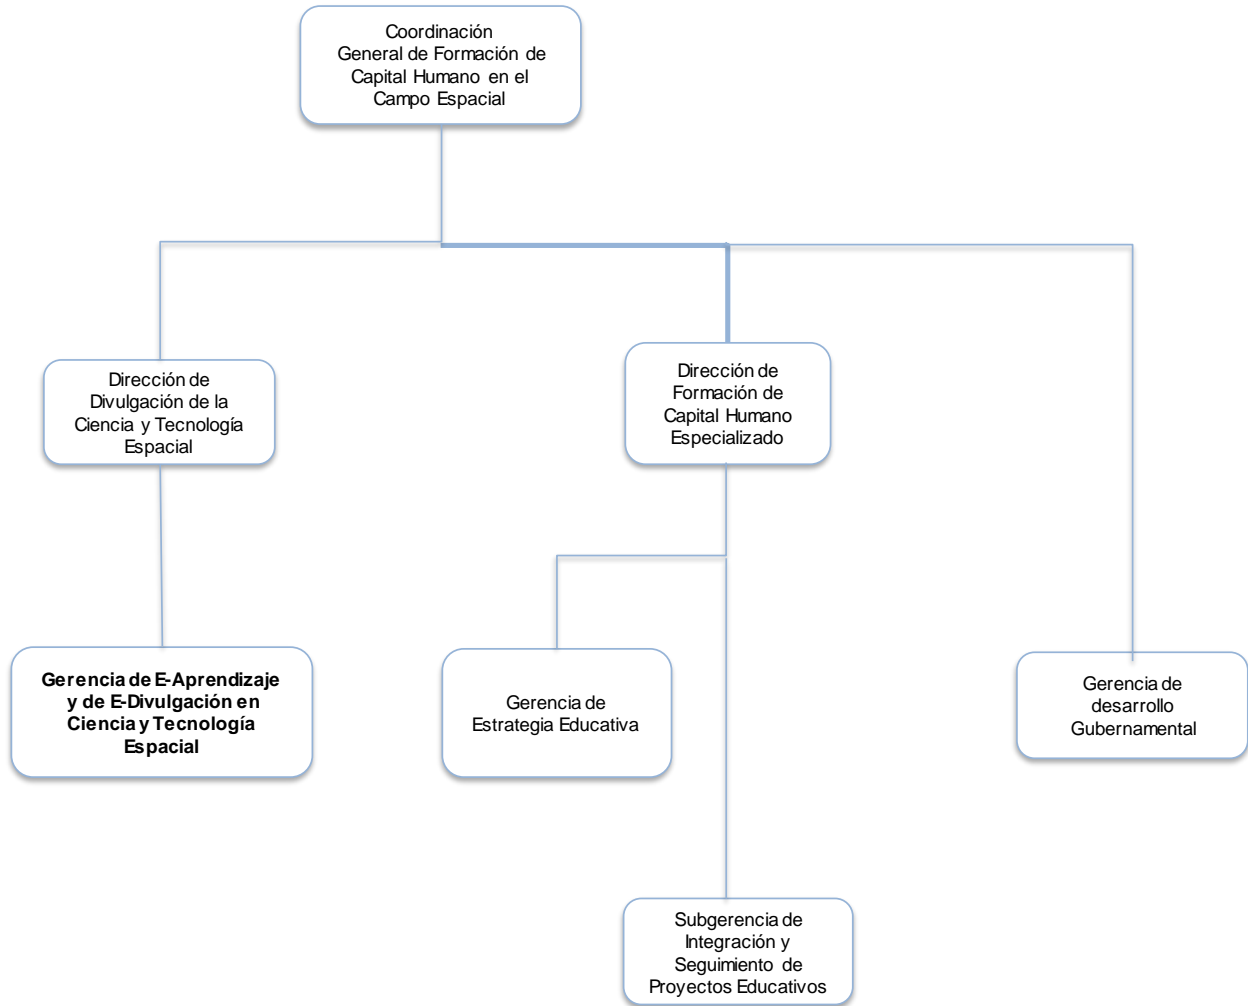 Coordinación
General de Formación de
Capital Humano en el
Campo Espacial
Dirección de
Divulgación de la
Ciencia y Tecnología
Espacial
Dirección de
Formación de
Capital Humano
Especializado
Gerencia de E-Aprendizaje
y de E-Divulgación en
Ciencia y Tecnología
Espacial
Gerencia de
Estrategia Educativa
Gerencia de
desarrollo
Gubernamental
Subgerencia de
Integración y
Seguimiento de
Proyectos Educativos